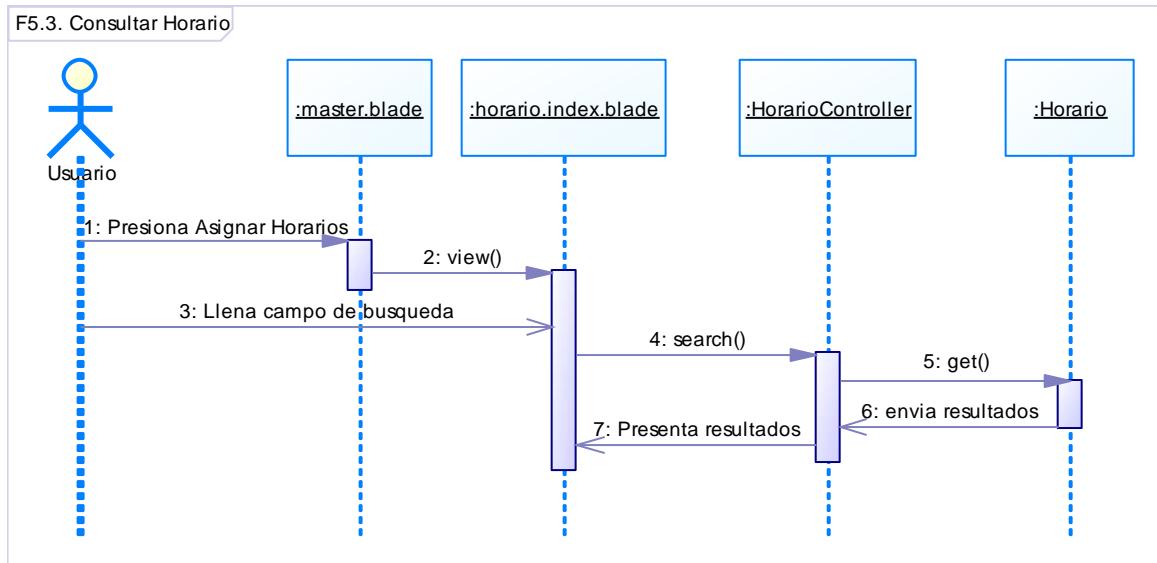 F5.3. Consultar Horario
:master.blade
:horario.index.blade
:HorarioController
:Horario
Usuario
1: Presiona Asignar Horarios
2: view()
3: Llena campo de busqueda
4: search()
5: get()
6: envia resultados
7: Presenta resultados